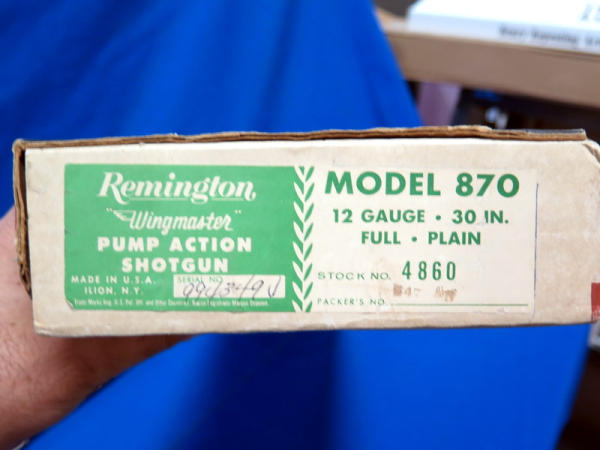 Remington
"Wingmaster"
PUMP ACTION
SHOTGUN
MADE IN U.S.A.
ILION, N.Y.
SERIAL NO.
MODEL 870
12 GAUGE • 30 IN.
FULL • PLAIN
STOCK NO. 4860
PACKER'S NO.